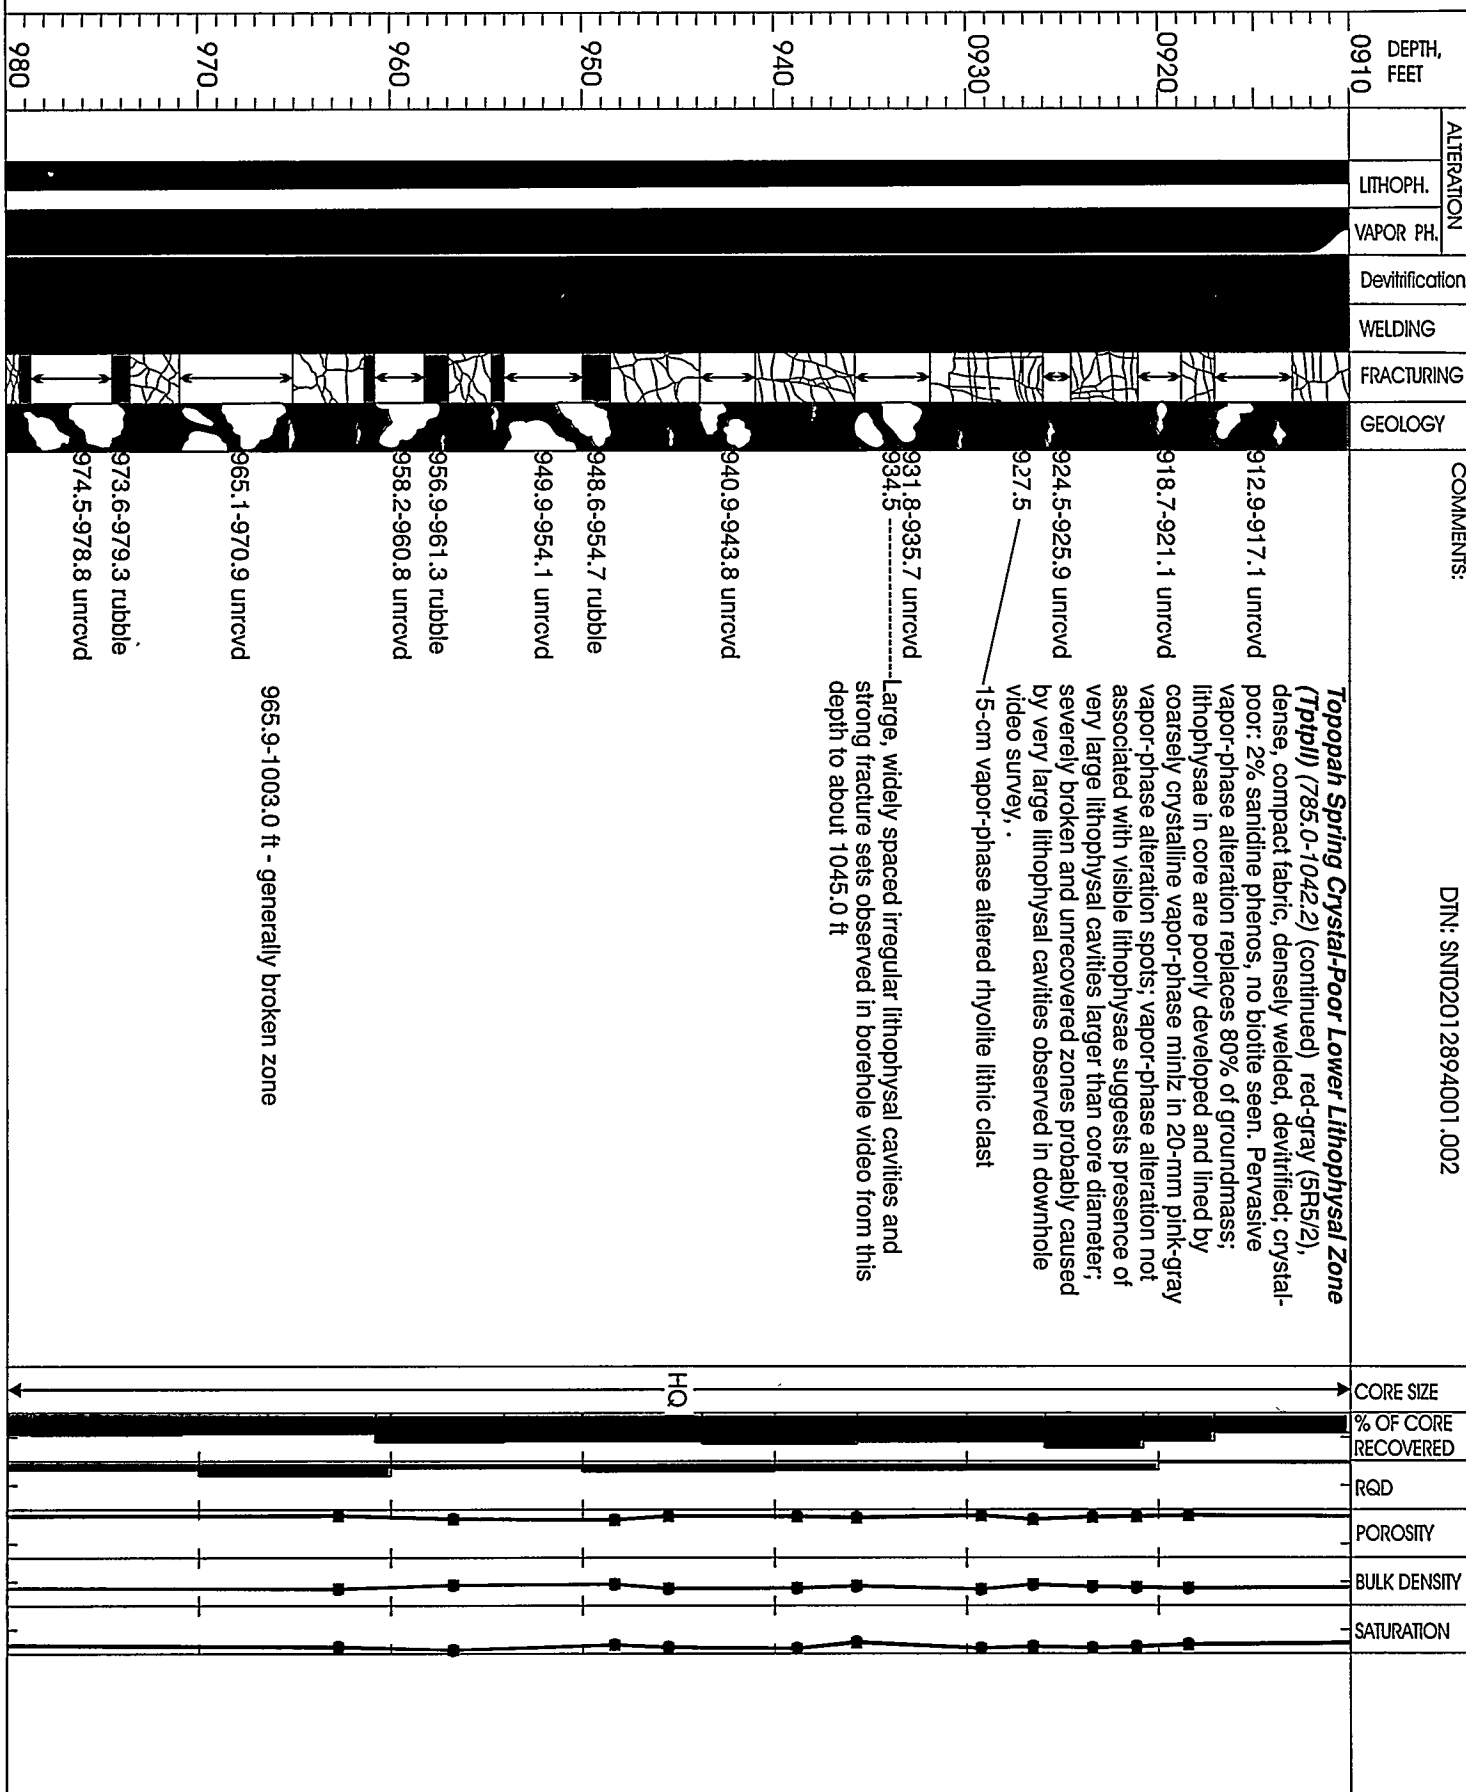 COMMENTS:
DTN: SNT02012894001.002
DEPTH,
FEET
ALTERATION
LITHOPH.
VAPOR PH.
Devitrification
WELDING
FRACTURING
GEOLOGY
CORE SIZE
% OF CORE
RECOVERED
RQD
POROSITY
BULK DENSITY
SATURATION
0910
0920
0930
940
950
960
970
980
912.9-917.1 unrcvd
918.7-921.1 unrcvd
924.5-925.9 unrcvd
927.5
931.8-935.7 unrcvd
934.5
940.9-943.8 unrcvd
948.6-954.7 rubble
949.9-954.1 unrcvd
956.9-961.3 rubble
958.2-960.8 unrcvd
965.1-970.9 unrcvd
973.6-979.3 rubble
974.5-978.8 unrcvd
Topopah Spring Crystal-Poor Lower Lithophysal Zone
(Tptpll) (785.0-1042.2) (continued) red-gray (5R5/2),
dense, compact fabric, densely welded, devitrified; crystal-
poor: 2% sanidine phenos, no biotite seen. Pervasive
vapor-phase alteration replaces 80% of groundmass;
lithophysae in core are poorly developed and lined by
coarsely crystalline vapor-phase minlz in 20-mm pink-gray
vapor-phase alteration spots; vapor-phase alteration not
associated with visible lithophysae suggests presence of
very large lithophysal cavities larger than core diameter;
severely broken and unrecovered zones probably caused
by very large lithophysal cavities observed in downhole
video survey, .
15-cm vapor-phase altered rhyolite lithic clast
Large, widely spaced irregular lithophysal cavities and
strong fracture sets observed in borehole video from this
depth to about 1045.0 ft
965.9-1003.0 ft - generally broken zone
HQ